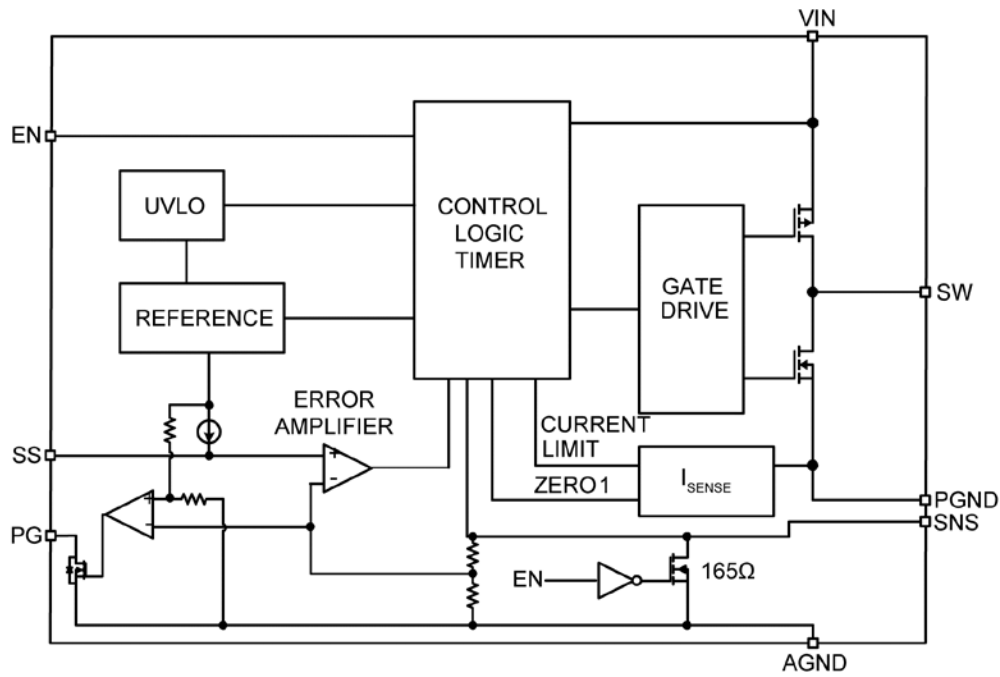 VIN
EN
UVLO
CONTROL
LOGIC
TIMER
REFERENCE
GATE
DRIVE
SW
ERROR
AMPLIFIER
CURRENT
LIMIT
SS
+
-
ZERO1
ISENSE
PGND
SNS
+
-
PG
EN
165Ω
AGND